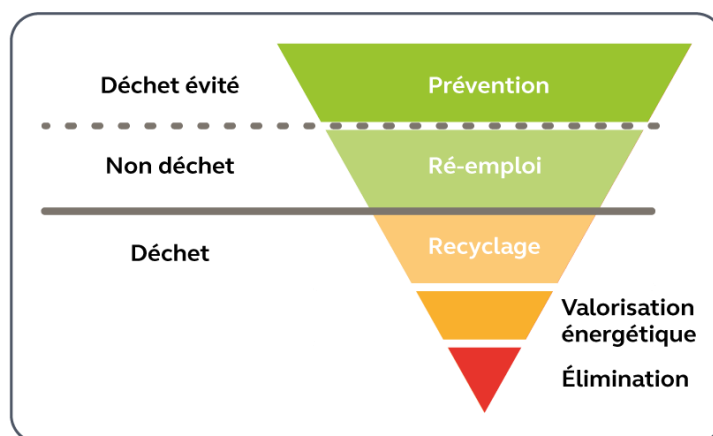 Déchet évité
Prévention
Non déchet
Ré-emploi
Déchet
Recyclage
Valorisation
énergétique
Élimination